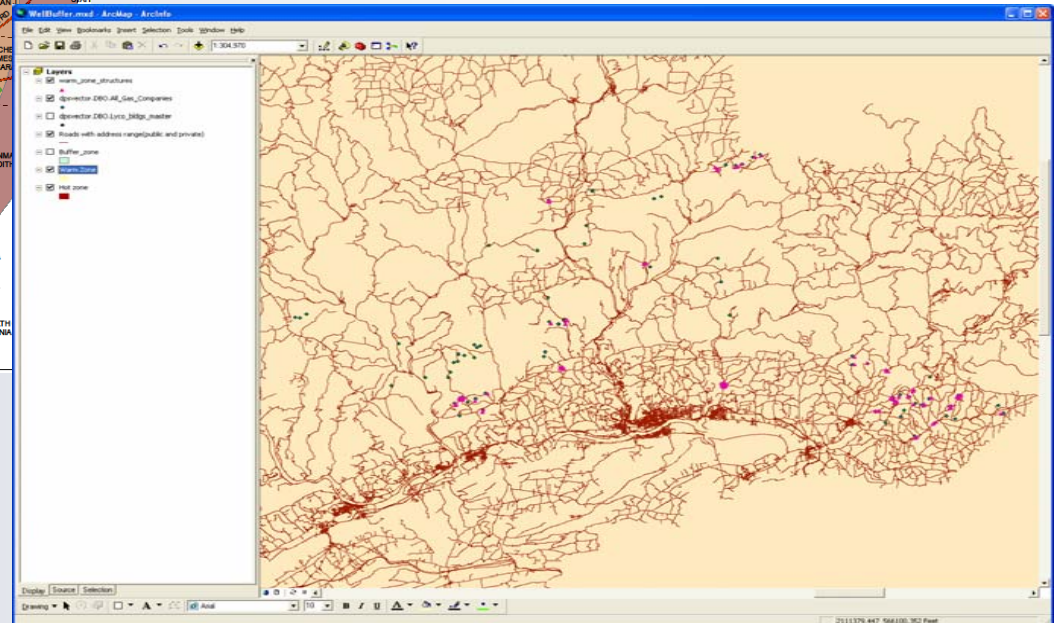 WellBuffer.mxd - ArcMap - ArcInfo
File Edit View Bookmarks Insert Selection Tools Window Help
1:304,970
Layers
warm_zone_structures
dpsvector.DBO.All_Gas_Companies
dpsvector.DBO.Lyco_bldgs_master
Roads with address range(public and private)
Buffer_zone
Warm Zone
Hot zone
Display Source Selection
Drawing A Arial 10 B I U A
2111379.447 566100.352 Feet